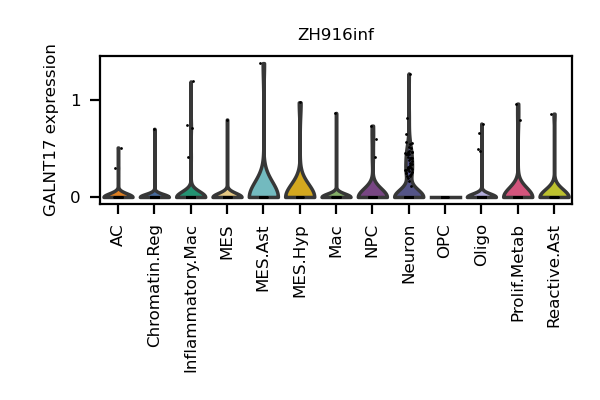 ZH916inf
GALNT17 expression
1
0
AC
Chromatin.Reg
Inflammatory.Mac
MES
MES.Ast
MES.Hyp
Mac
NPC
Neuron
OPC
Oligo
Prolif.Metab
Reactive.Ast